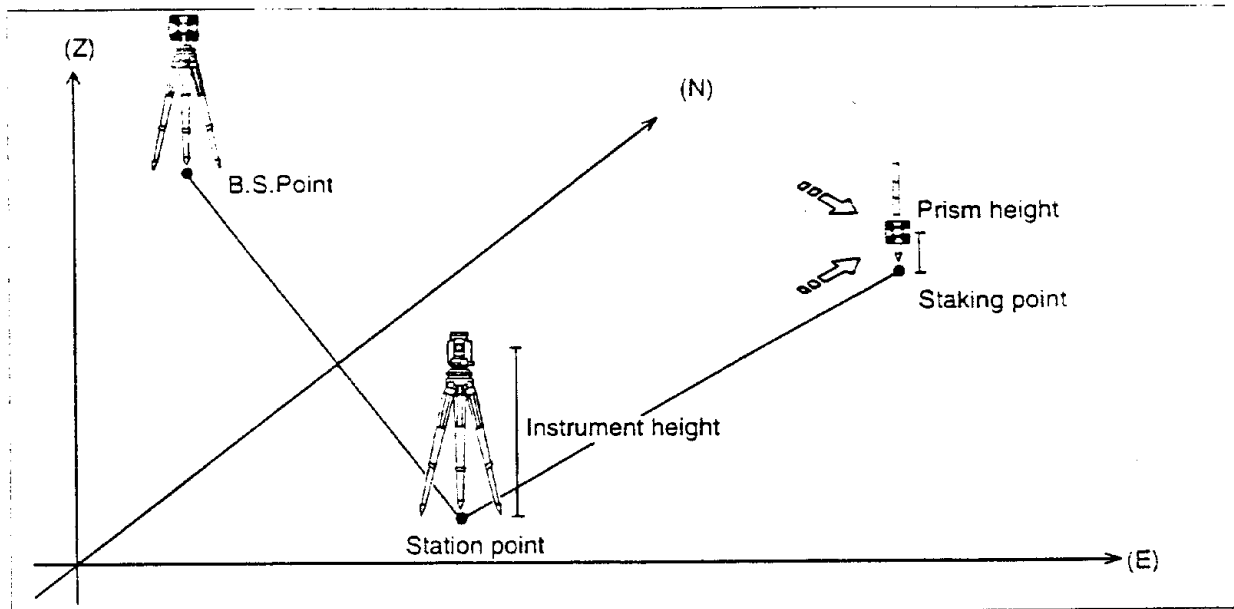 (Z)
(N)
B.S.Point
Prism height
Staking point
Instrument height
Station point
(E)